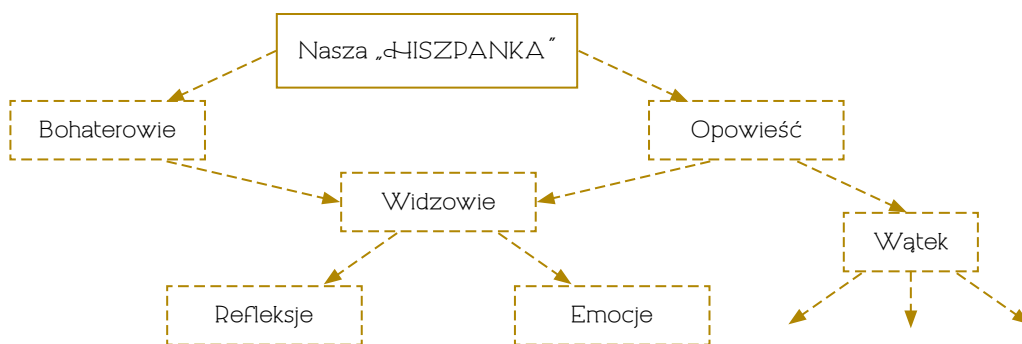 Nasza „HISZPANKA”
Bohaterowie
Opowieść
Widzowie
Wątek
Refleksje
Emocje